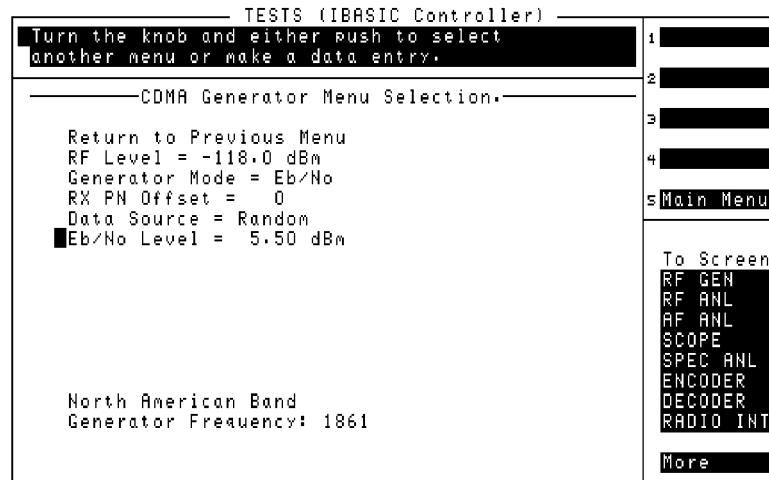 TESTS (IBASIC Controller)
Turn the knob and either push to select
another menu or make a data entry.
CDMA Generator Menu Selection.
Return to Previous Menu
RF Level = -118.0 dBm
Generator Mode = Eb/No
RX PN Offset = 0
Data Source = Random
Eb/No Level = 5.50 dBm
North American Band
Generator Frequency: 1861
1
2
3
4
5 Main Menu
To Screen
RF GEN
RF ANL
AF ANL
SCOPE
SPEC ANL
ENCODER
DECODER
RADIO INT
More